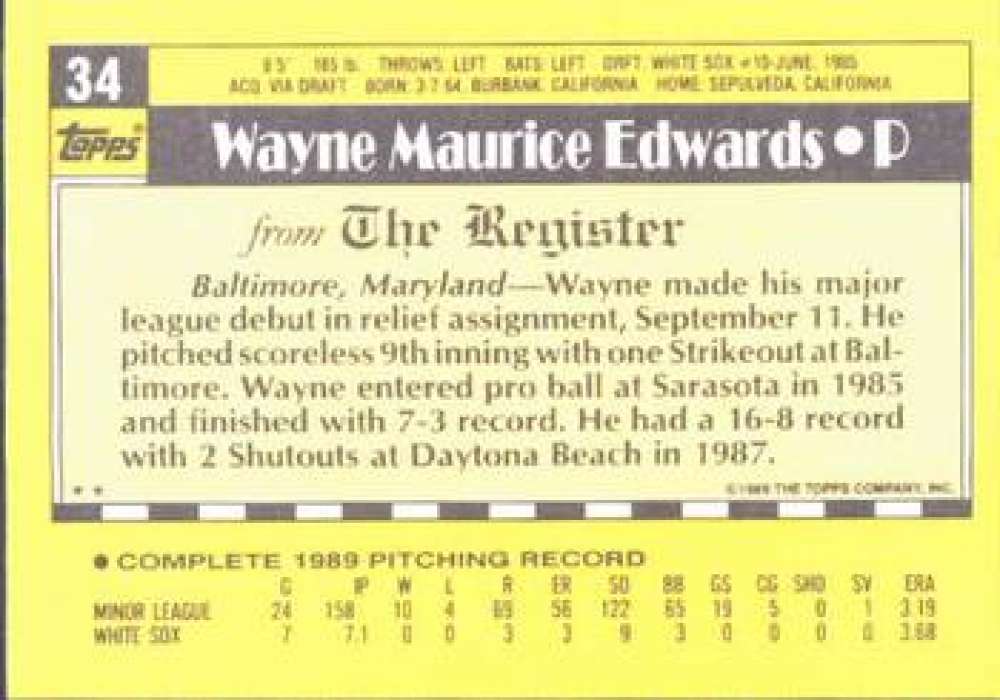 34
6'5" 185 lb. THROWS: LEFT BATS: LEFT DRFT: WHITE SOX #10-JUNE, 1985
ACQ: VIA DRAFT BORN: 3-7-64, BURBANK, CALIFORNIA HOME: SEPULVEDA, CALIFORNIA
topps®
Wayne Maurice Edwards • P
from The Register
Baltimore, Maryland—Wayne made his major
league debut in relief assignment, September 11. He
pitched scoreless 9th inning with one Strikeout at Bal-
timore. Wayne entered pro ball at Sarasota in 1985
and finished with 7-3 record. He had a 16-8 record
with 2 Shutouts at Daytona Beach in 1987.
* * ©1989 THE TOPPS COMPANY, INC.
• COMPLETE 1989 PITCHING RECORD
G IP W L R ER SO BB GS CG SHO SV ERA
MINOR LEAGUE 24 158 10 4 69 56 122 65 19 5 0 1 3.19
WHITE SOX 7 7.1 0 0 3 3 9 3 0 0 0 0 3.68